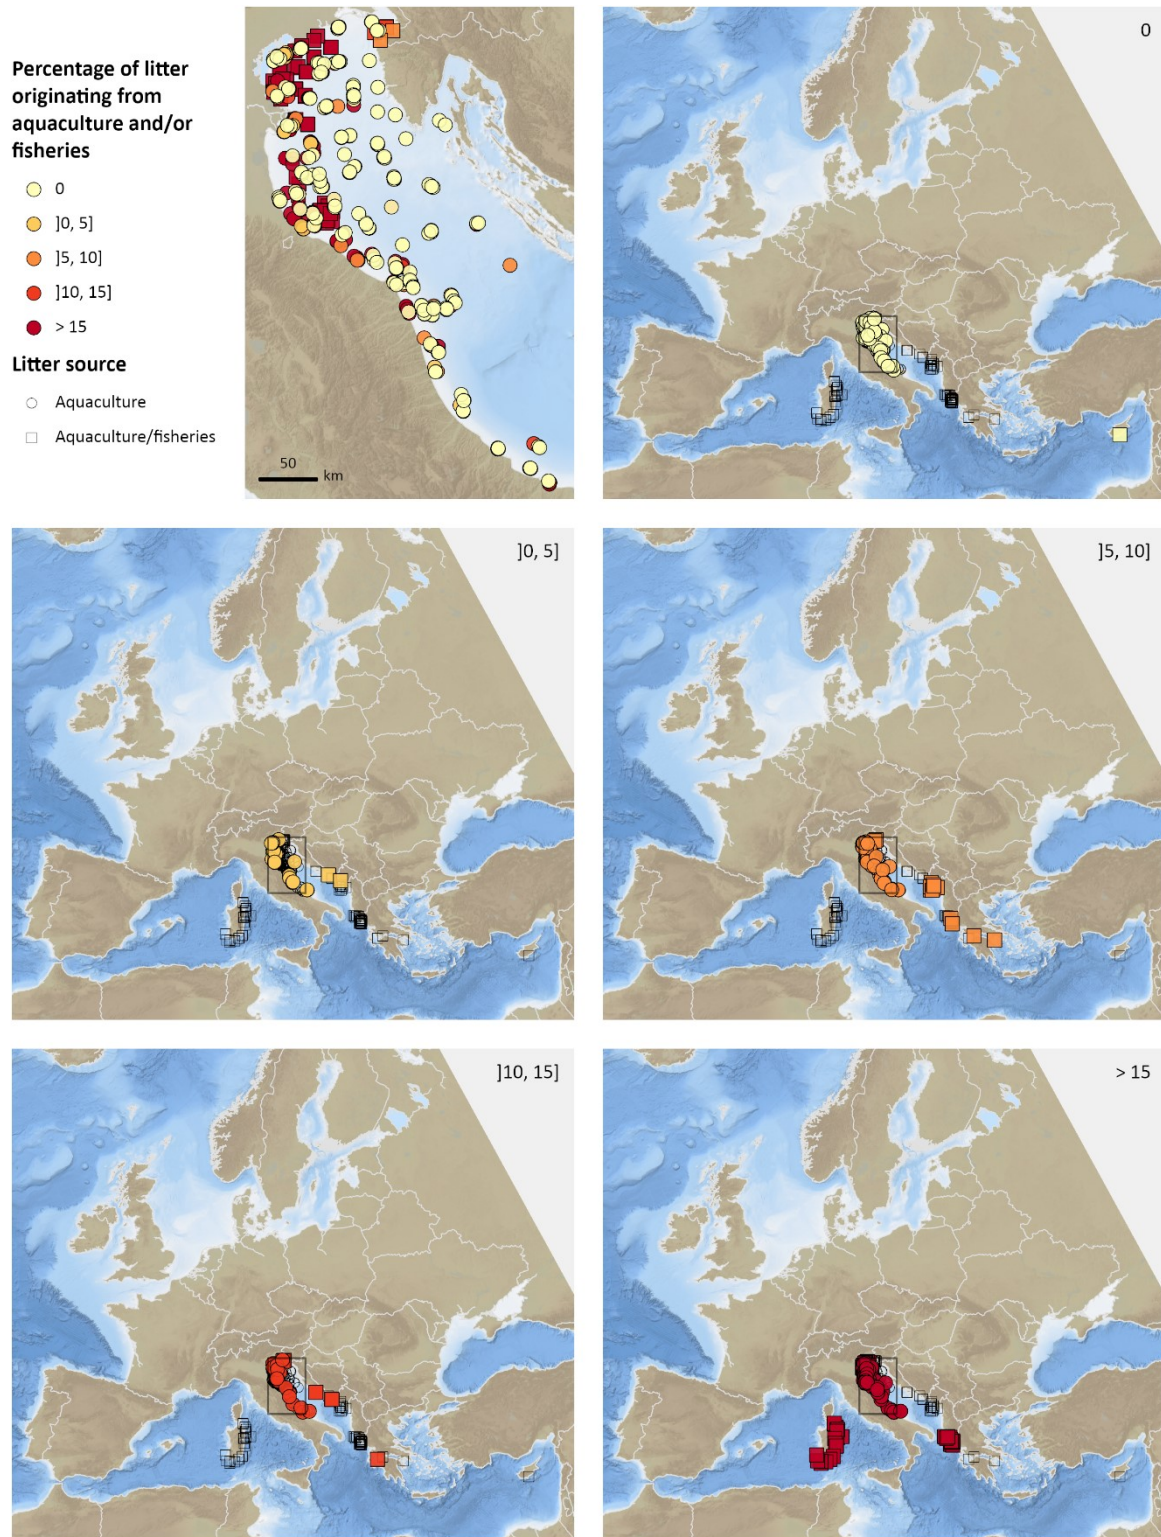 Percentage of litter
originating from
aquaculture and/or
fisheries
0
]0, 5]
]5, 10]
]10, 15]
> 15
Litter source
Aquaculture
Aquaculture/fisheries
50
km
0
]0, 5]
]5, 10]
]10, 15]
> 15